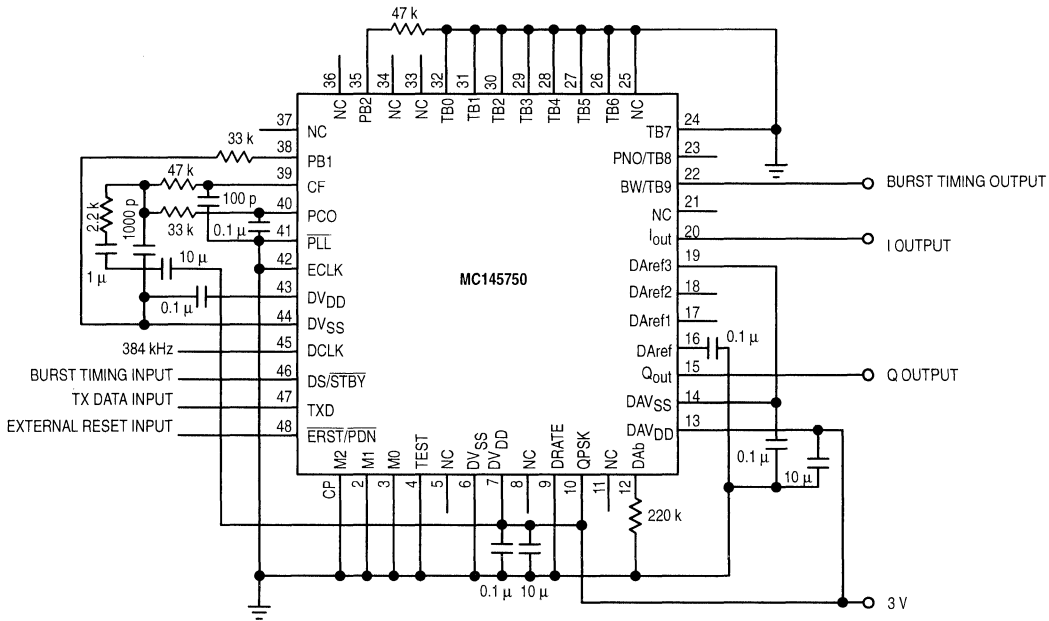 47 k
36 35 34 33 32 31 30 29 28 27 26 25
NC PB2 NC NC TB0 TB1 TB2 TB3 TB4 TB5 TB6 NC
37 NC
38 PB1
39 CF
40 PCO
41 PLL
42 ECLK
43 DVDD
44 DVSS
45 DCLK
46 DS/STBY
47 TXD
48 ERST/PDN
33 k
47 k
100 p
2.2 k
1000 p
33 k
0.1 μ
10 μ
1 μ
0.1 μ
384 kHz
BURST TIMING INPUT
TX DATA INPUT
EXTERNAL RESET INPUT
MC145750
TB7 24
PNO/TB8 23
BW/TB9 22
NC 21
Iout 20
DAref3 19
DAref2 18
DAref1 17
DAref 16
Qout 15
DAVSS 14
DAVDD 13
BURST TIMING OUTPUT
I OUTPUT
0.1 μ
Q OUTPUT
0.1 μ
10 μ
M2 M1 M0 TEST NC DVSS DVDD NC DRATE QPSK NC DAb
CP 2 3 4 5 6 7 8 9 10 11 12
220 k
0.1 μ 10 μ
3 V